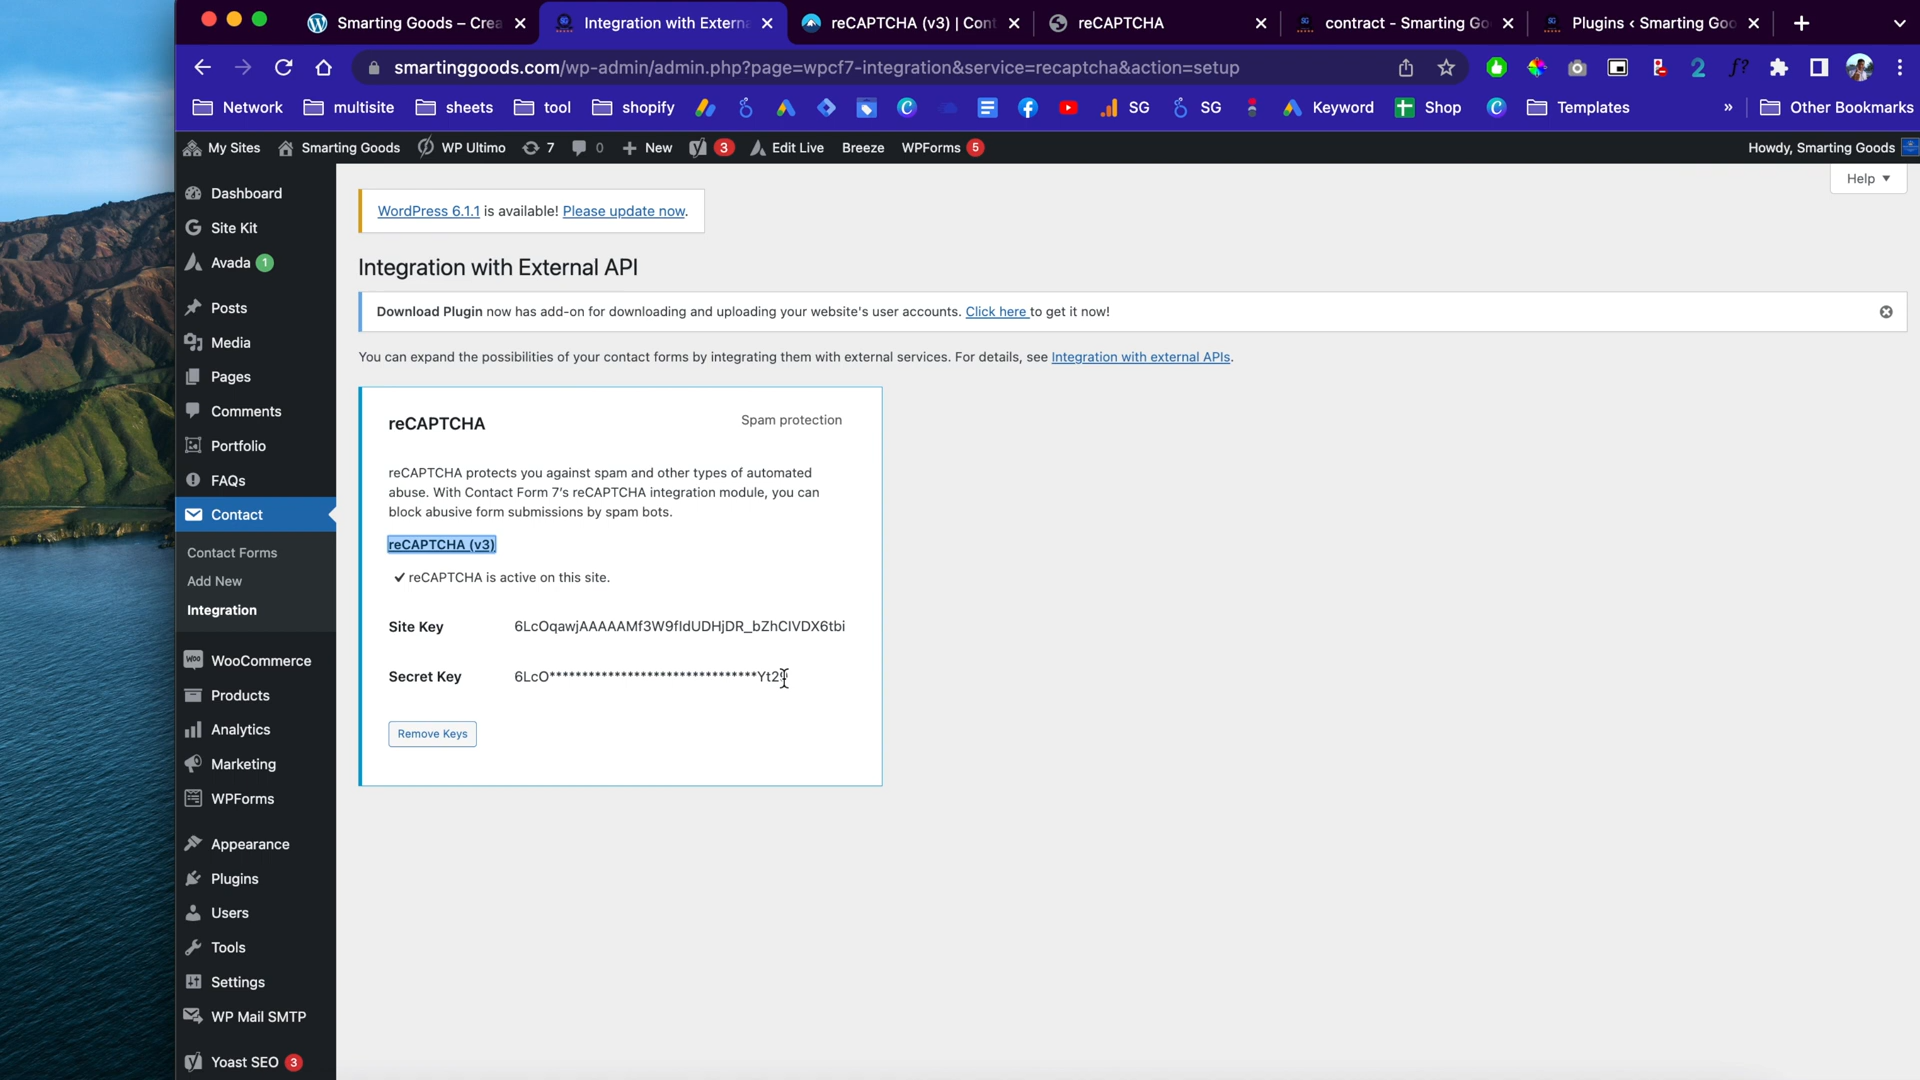 Smarting Goods – Crea
Integration with Extern
reCAPTCHA (v3) | Cont
reCAPTCHA
contract - Smarting Go
Plugins ‹ Smarting Goo
smartinggoods.com/wp-admin/admin.php?page=wpcf7-integration&service=recaptcha&action=setup
Network
multisite
sheets
tool
shopify
SG
SG
Keyword
Shop
Templates
»
Other Bookmarks
My Sites
Smarting Goods
WP Ultimo
7
0
New
3
Edit Live
Breeze
WPForms 5
Howdy, Smarting Goods
Help
Dashboard
Site Kit
Avada 1
Posts
Media
Pages
Comments
Portfolio
FAQs
Contact
Contact Forms
Add New
Integration
WooCommerce
Products
Analytics
Marketing
WPForms
Appearance
Plugins
Users
Tools
Settings
WP Mail SMTP
Yoast SEO 3
WordPress 6.1.1 is available! Please update now.
Integration with External API
Download Plugin now has add-on for downloading and uploading your website's user accounts. Click here to get it now!
You can expand the possibilities of your contact forms by integrating them with external services. For details, see Integration with external APIs.
reCAPTCHA
Spam protection
reCAPTCHA protects you against spam and other types of automated
abuse. With Contact Form 7's reCAPTCHA integration module, you can
block abusive form submissions by spam bots.
reCAPTCHA (v3)
✔ reCAPTCHA is active on this site.
Site Key
Secret Key
Remove Keys